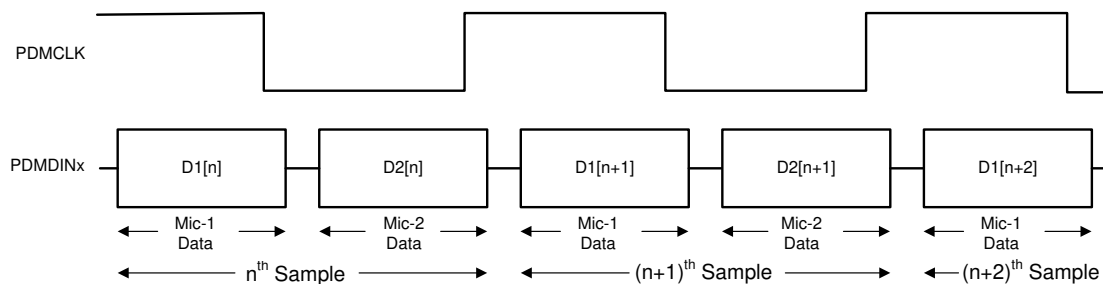 PDMCLK
PDMDINx
D1[n]
D2[n]
D1[n+1]
D2[n+1]
D1[n+2]
Mic-1
Data
Mic-2
Data
Mic-1
Data
Mic-2
Data
Mic-1
Data
nth Sample
(n+1)th Sample
(n+2)th Sample